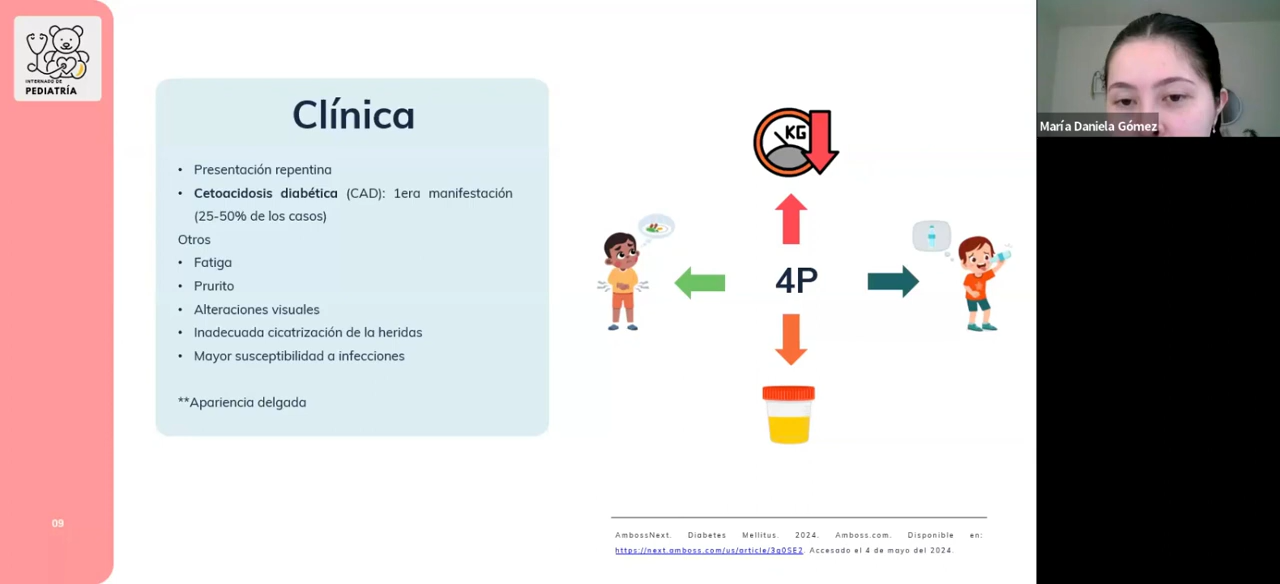 INTERNADO DE
PEDIATRÍA
Clínica
• Presentación repentina
• Cetoacidosis diabética (CAD): 1era manifestación
(25-50% de los casos)
Otros
• Fatiga
• Prurito
• Alteraciones visuales
• Inadecuada cicatrización de la heridas
• Mayor susceptibilidad a infecciones
**Apariencia delgada
KG
4P
09
AmbossNext. Diabetes Mellitus. 2024. Amboss.com. Disponible en:
https://next.amboss.com/us/article/3g0SE2. Accesado el 4 de mayo del 2024.
María Daniela Gómez